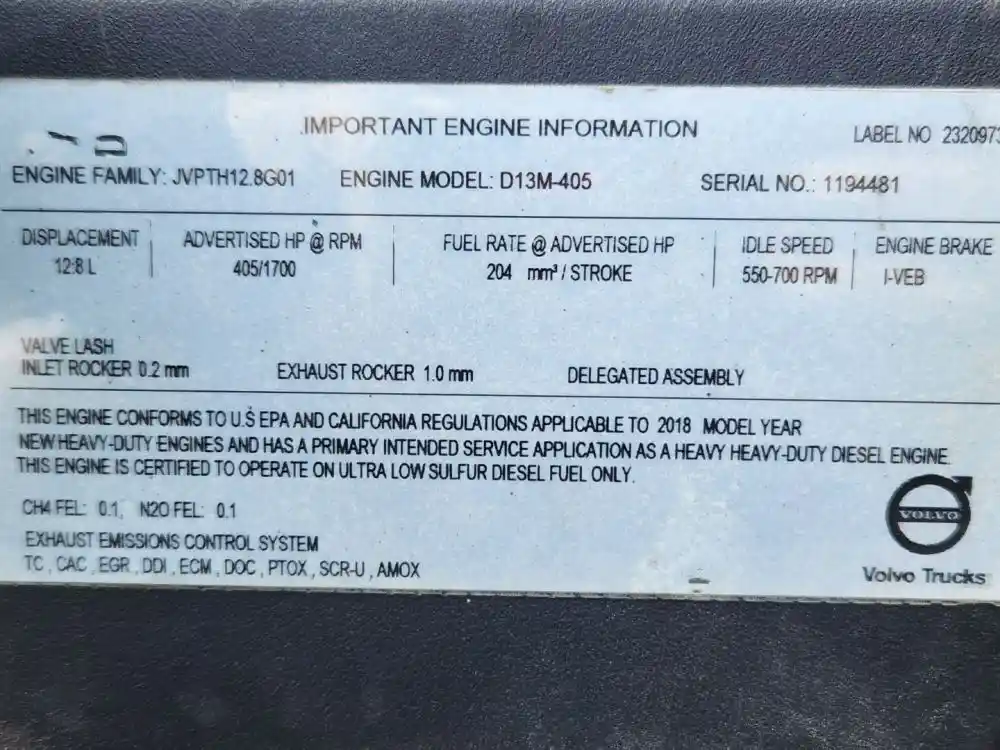 IMPORTANT ENGINE INFORMATION
LABEL NO 2320973
ENGINE FAMILY: JVPTH12.8G01 ENGINE MODEL: D13M-405 SERIAL NO.: 1194481
DISPLACEMENT ADVERTISED HP @ RPM FUEL RATE @ ADVERTISED HP IDLE SPEED ENGINE BRAKE
12.8 L 405/1700 204 mm³ / STROKE 550-700 RPM I-VEB
VALVE LASH
INLET ROCKER 0.2 mm EXHAUST ROCKER 1.0 mm DELEGATED ASSEMBLY
THIS ENGINE CONFORMS TO U.S EPA AND CALIFORNIA REGULATIONS APPLICABLE TO 2018 MODEL YEAR
NEW HEAVY-DUTY ENGINES AND HAS A PRIMARY INTENDED SERVICE APPLICATION AS A HEAVY HEAVY-DUTY DIESEL ENGINE.
THIS ENGINE IS CERTIFIED TO OPERATE ON ULTRA LOW SULFUR DIESEL FUEL ONLY.
CH4 FEL: 0.1, N2O FEL: 0.1
EXHAUST EMISSIONS CONTROL SYSTEM
TC , CAC , EGR , DDI , ECM , DOC , PTOX , SCR-U , AMOX
VOLVO
Volvo Trucks